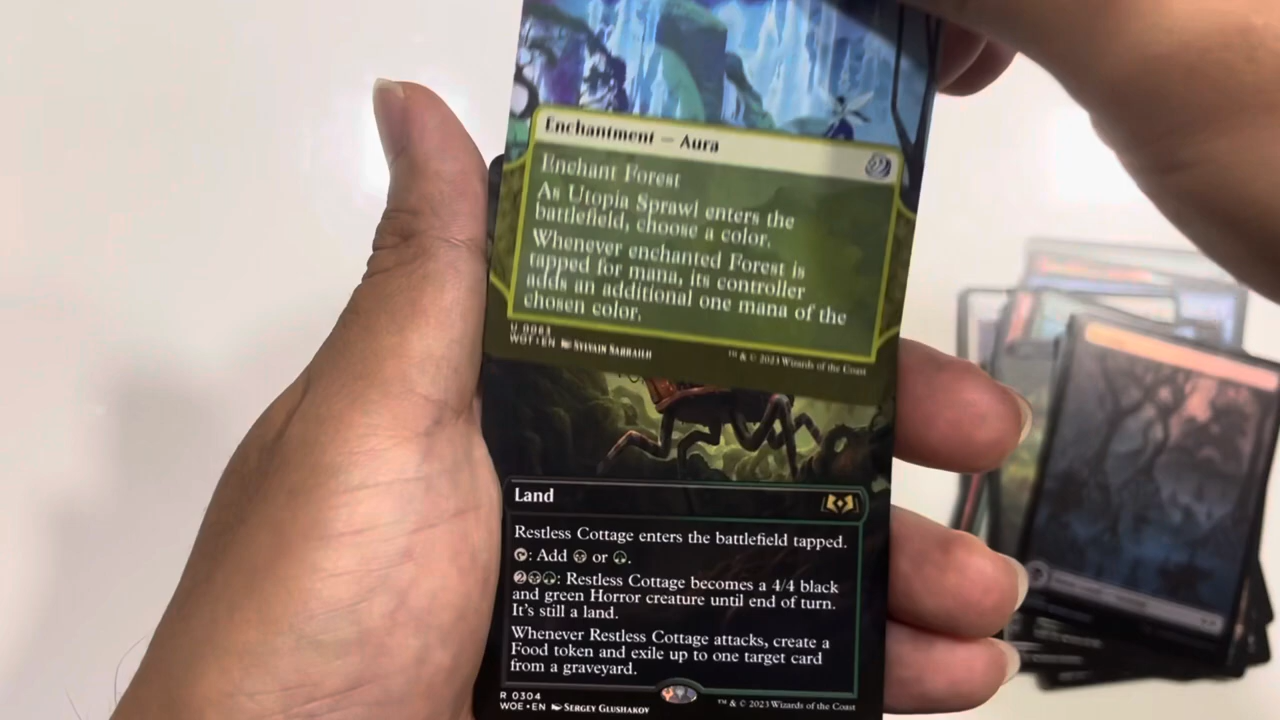 Enchantment — Aura
Enchant Forest
As Utopia Sprawl enters the
battlefield, choose a color.
Whenever enchanted Forest is
tapped for mana, its controller
adds an additional one mana of the
chosen color.
U 0063
WOT • EN SYLVAIN SARRAILH ™ & © 2023 Wizards of the Coast
Land
Restless Cottage enters the battlefield tapped.
: Add or .
2: Restless Cottage becomes a 4/4 black
and green Horror creature until end of turn.
It's still a land.
Whenever Restless Cottage attacks, create a
Food token and exile up to one target card
from a graveyard.
R 0304
WOE • EN SERGEY GLUSHAKOV ™ & © 2023 Wizards of the Coast